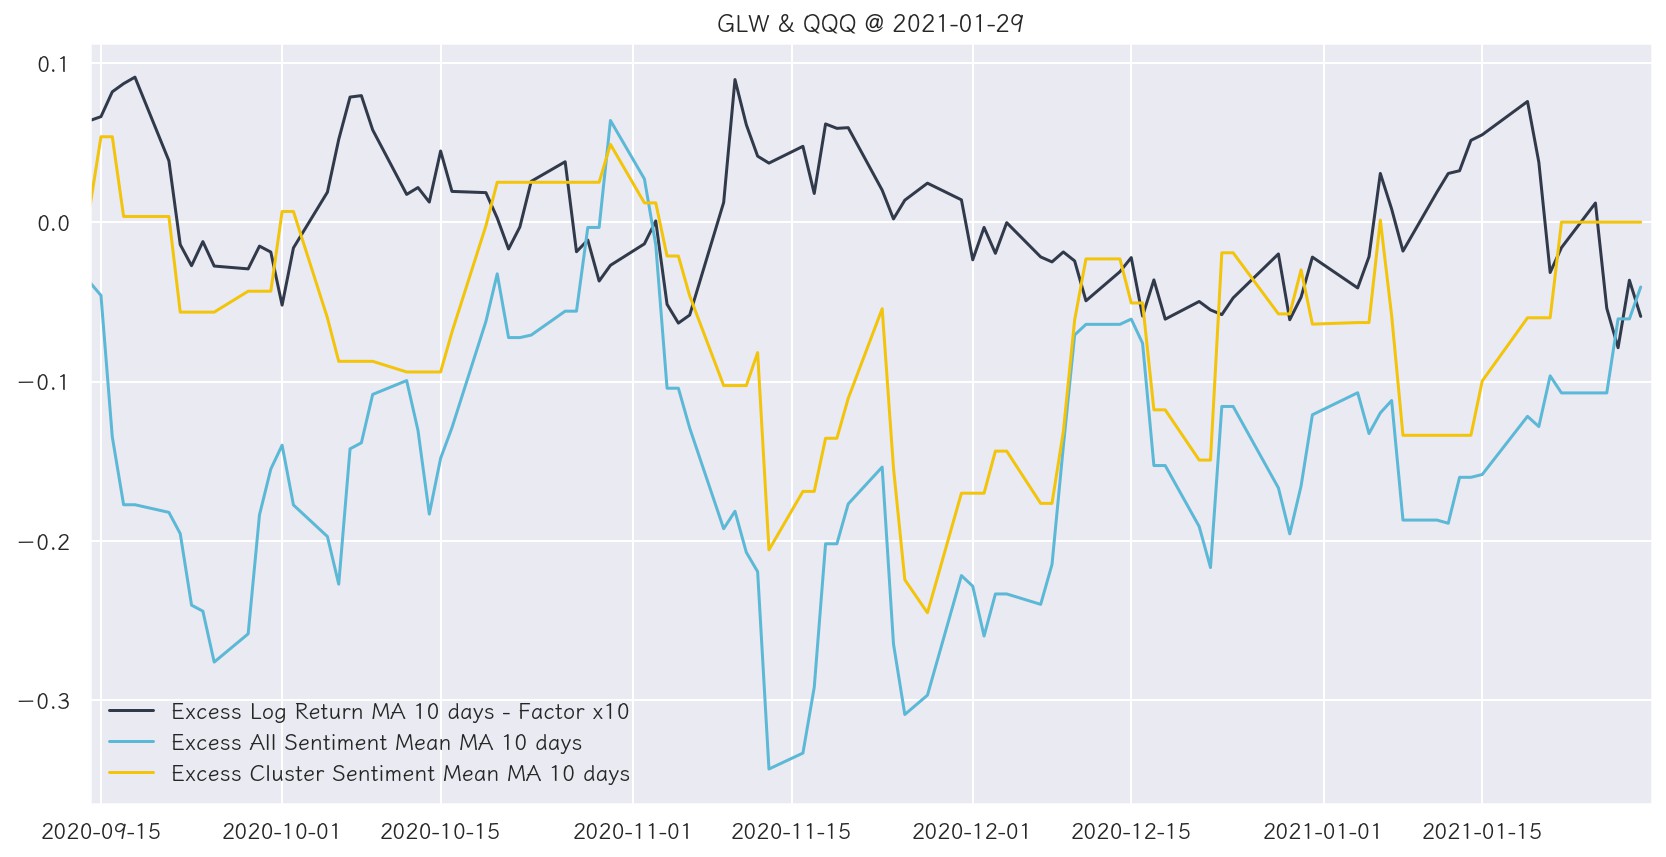 GLW & QQQ @ 2021-01-29
0.1
0.0
−0.1
−0.2
−0.3
Excess Log Return MA 10 days - Factor x10
Excess All Sentiment Mean MA 10 days
Excess Cluster Sentiment Mean MA 10 days
2020-09-15 2020-10-01 2020-10-15 2020-11-01 2020-11-15 2020-12-01 2020-12-15 2021-01-01 2021-01-15